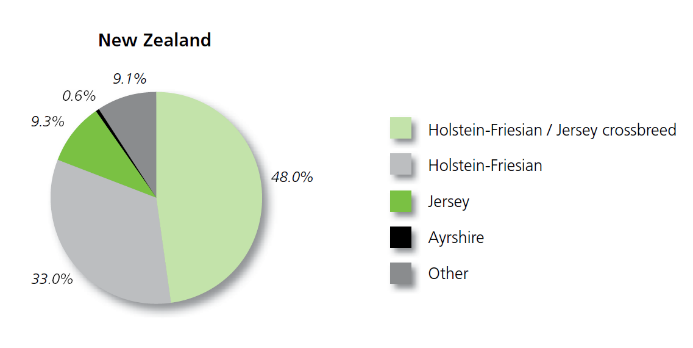 New Zealand
9.1%
0.6%
9.3%
48.0%
33.0%
Holstein-Friesian / Jersey crossbreed
Holstein-Friesian
Jersey
Ayrshire
Other